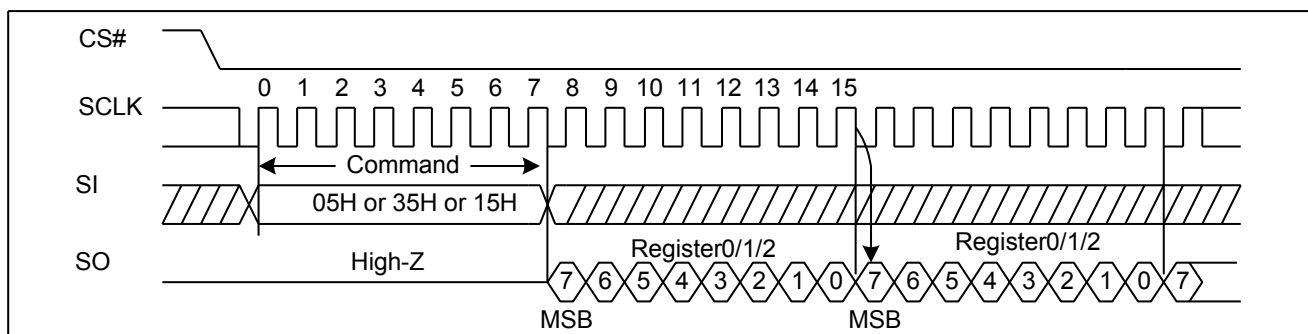 CS#
0 1 2 3 4 5 6 7 8 9 10 11 12 13 14 15
SCLK
Command
SI
05H or 35H or 15H
Register0/1/2 Register0/1/2
SO High-Z
7 6 5 4 3 2 1 0 7 6 5 4 3 2 1 0 7
MSB MSB